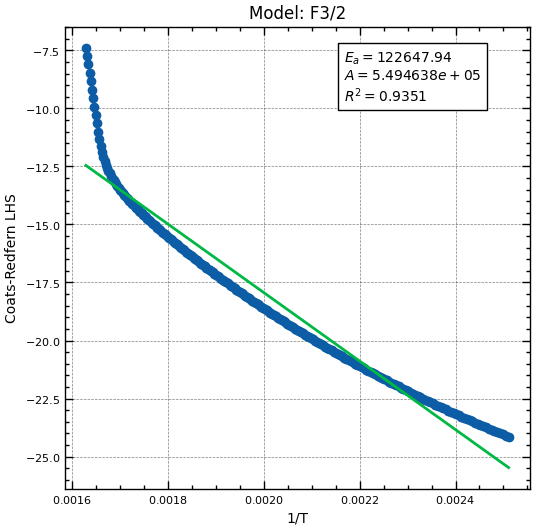 Model: F3/2
E_a = 122647.94
A = 5.494638e + 05
R^2 = 0.9351
Coats-Redfern LHS
−7.5
−10.0
−12.5
−15.0
−17.5
−20.0
−22.5
−25.0
0.0016 0.0018 0.0020 0.0022 0.0024
1/T